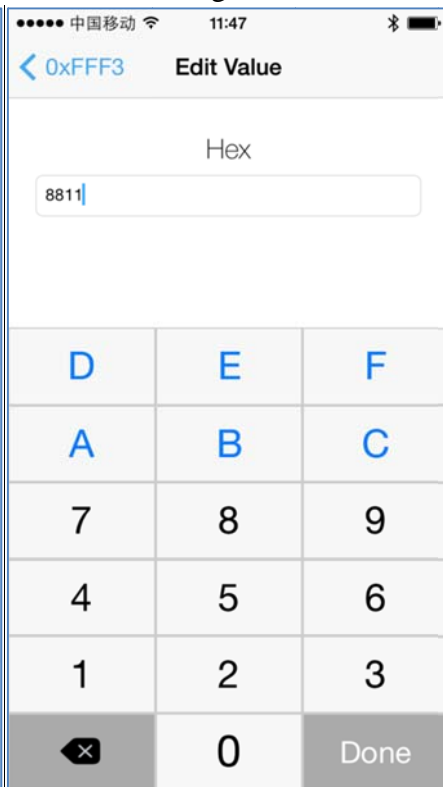 中国移动 11:47
0xFFF3 Edit Value
Hex
8811
D E F
A B C
7 8 9
4 5 6
1 2 3
0 Done